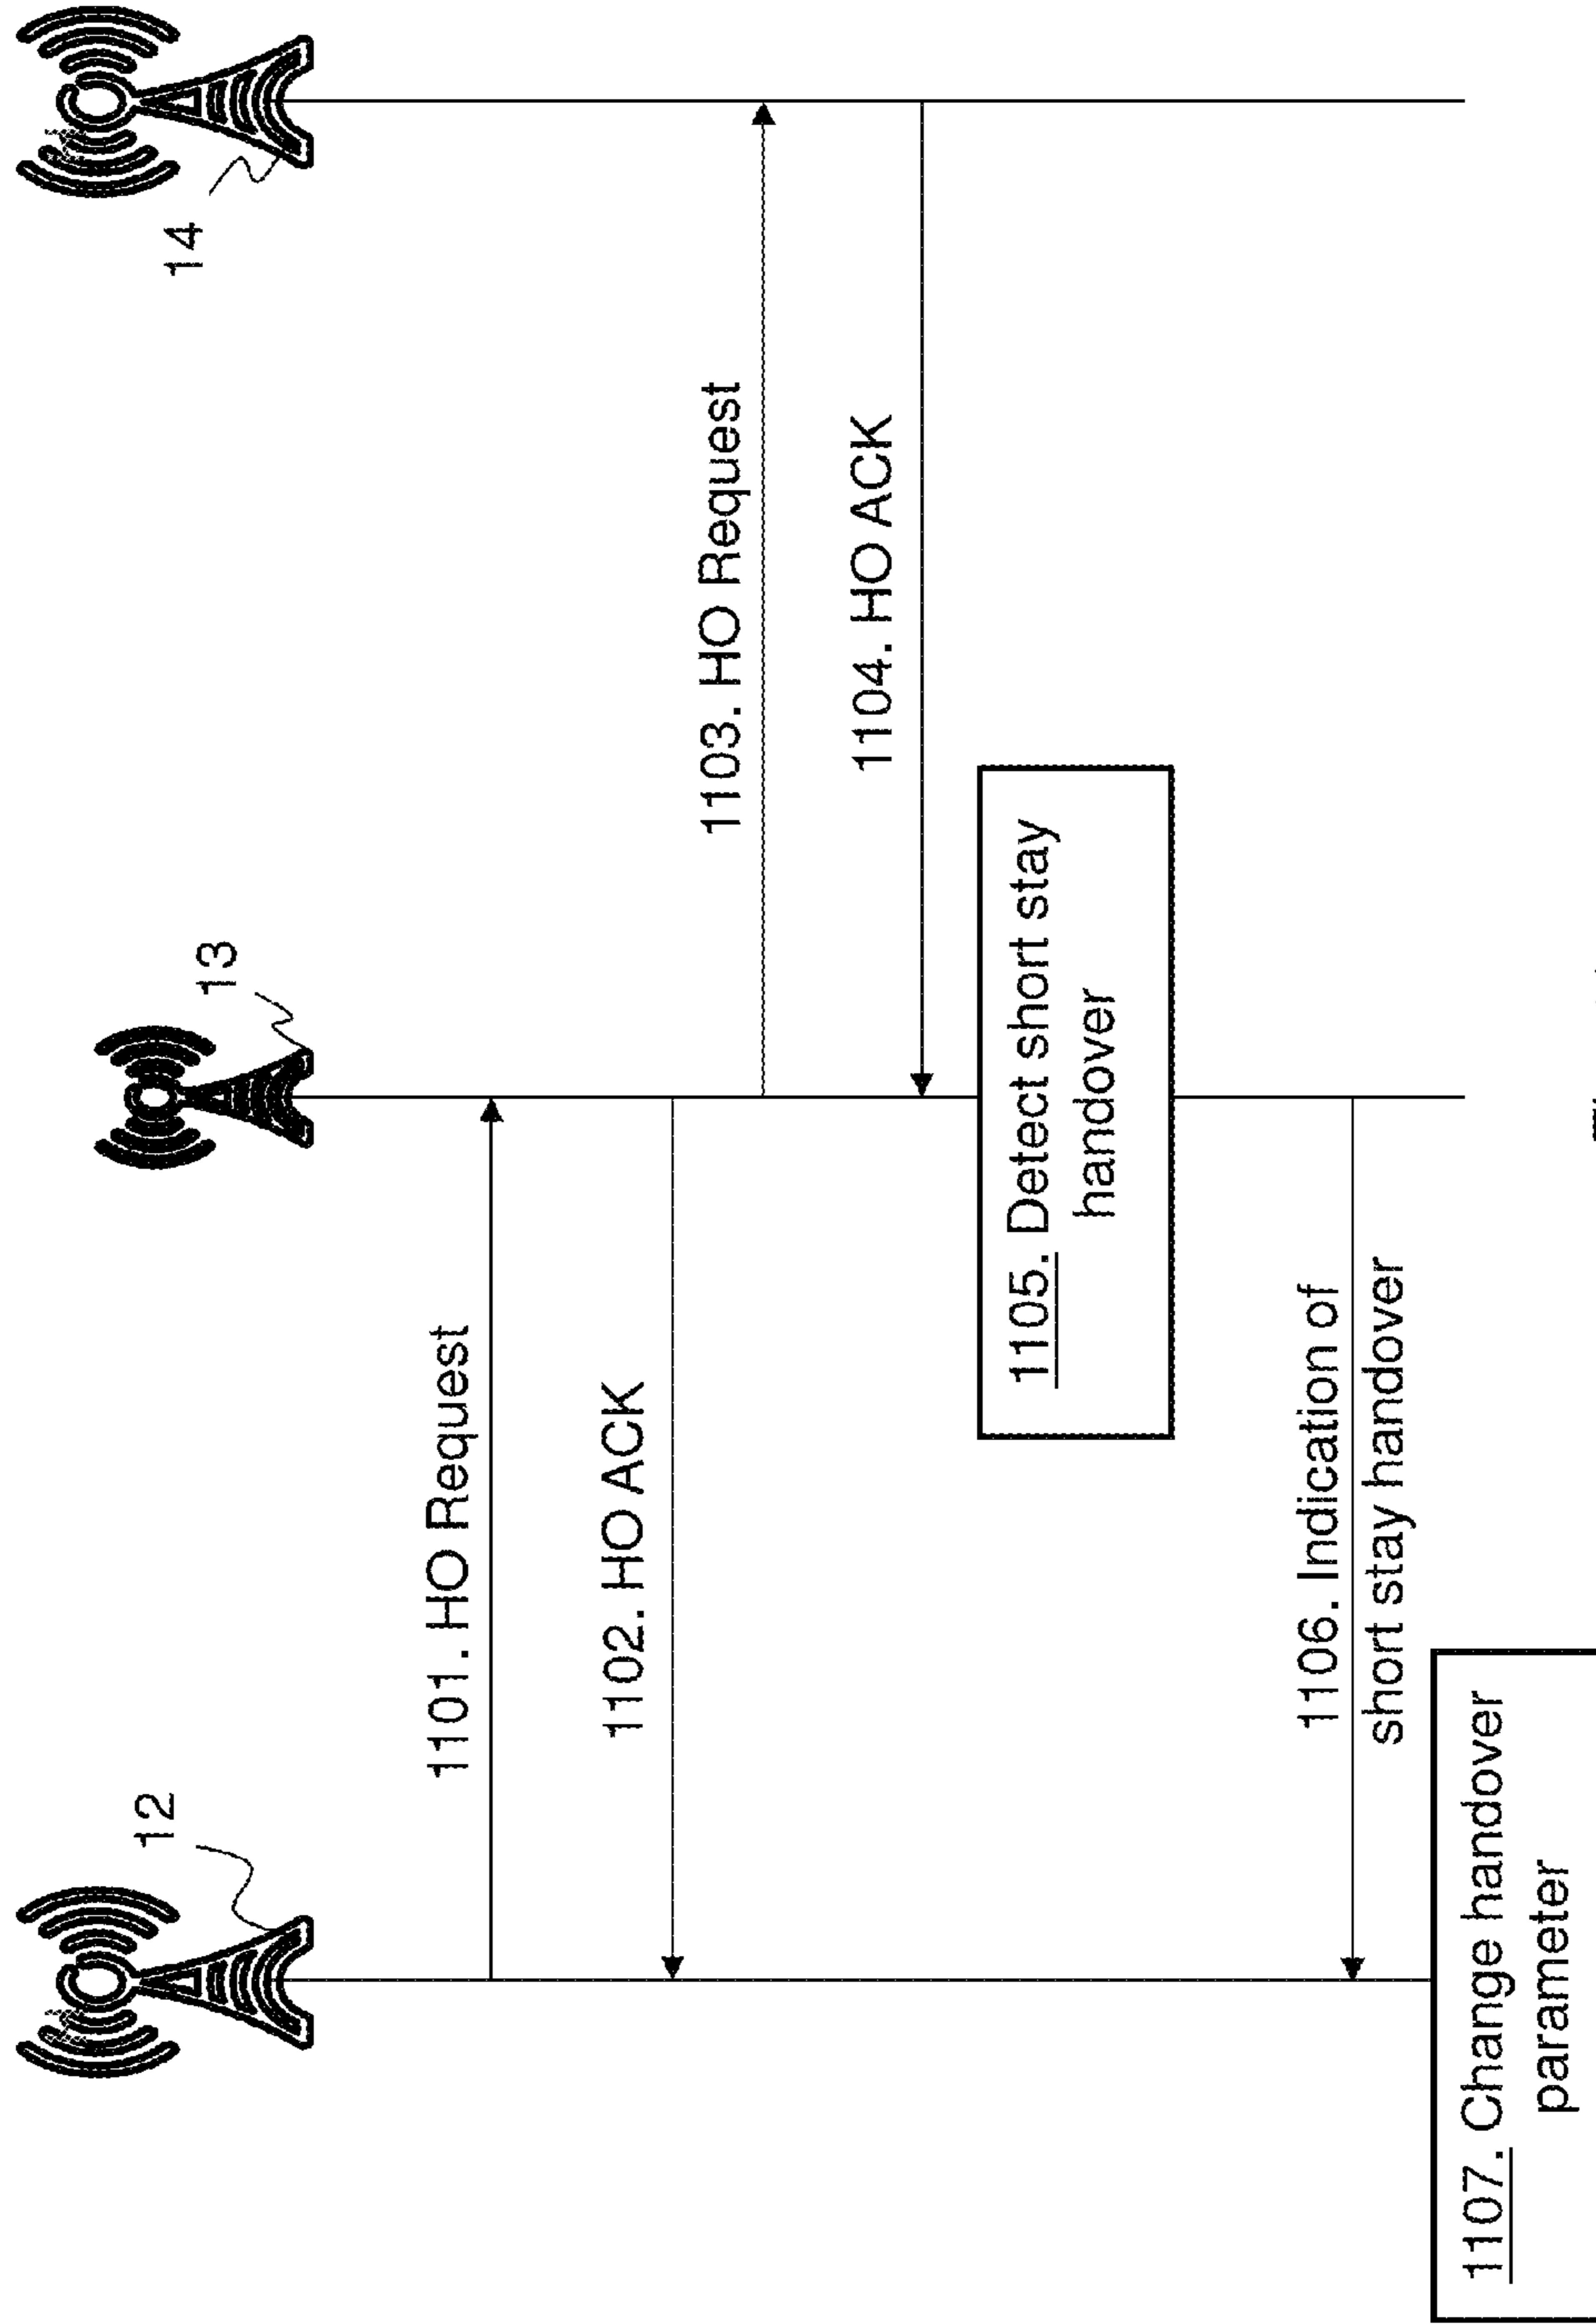 12
13
14
1101. HO Request
1102. HO ACK
1103. HO Request
1104. HO ACK
1105. Detect short stay
handover
1106. Indication of
short stay handover
1107. Change handover
parameter